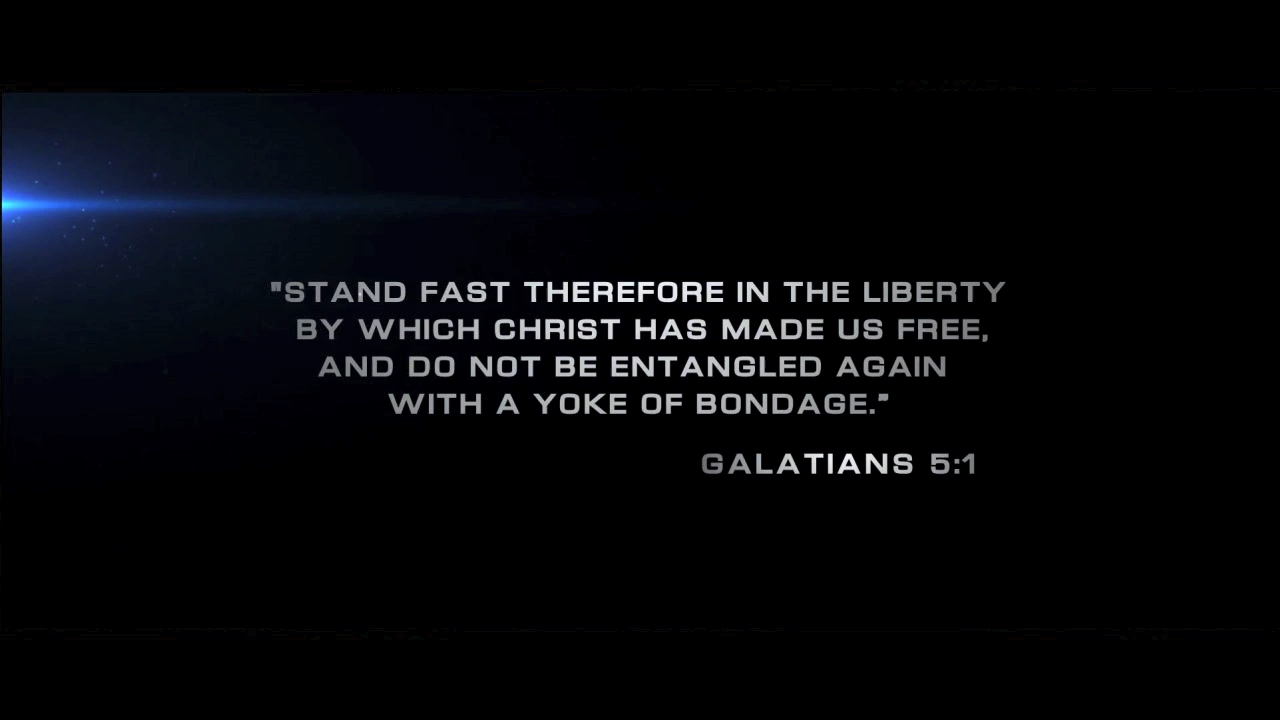 "STAND FAST THEREFORE IN THE LIBERTY
BY WHICH CHRIST HAS MADE US FREE,
AND DO NOT BE ENTANGLED AGAIN
WITH A YOKE OF BONDAGE."
GALATIANS 5:1